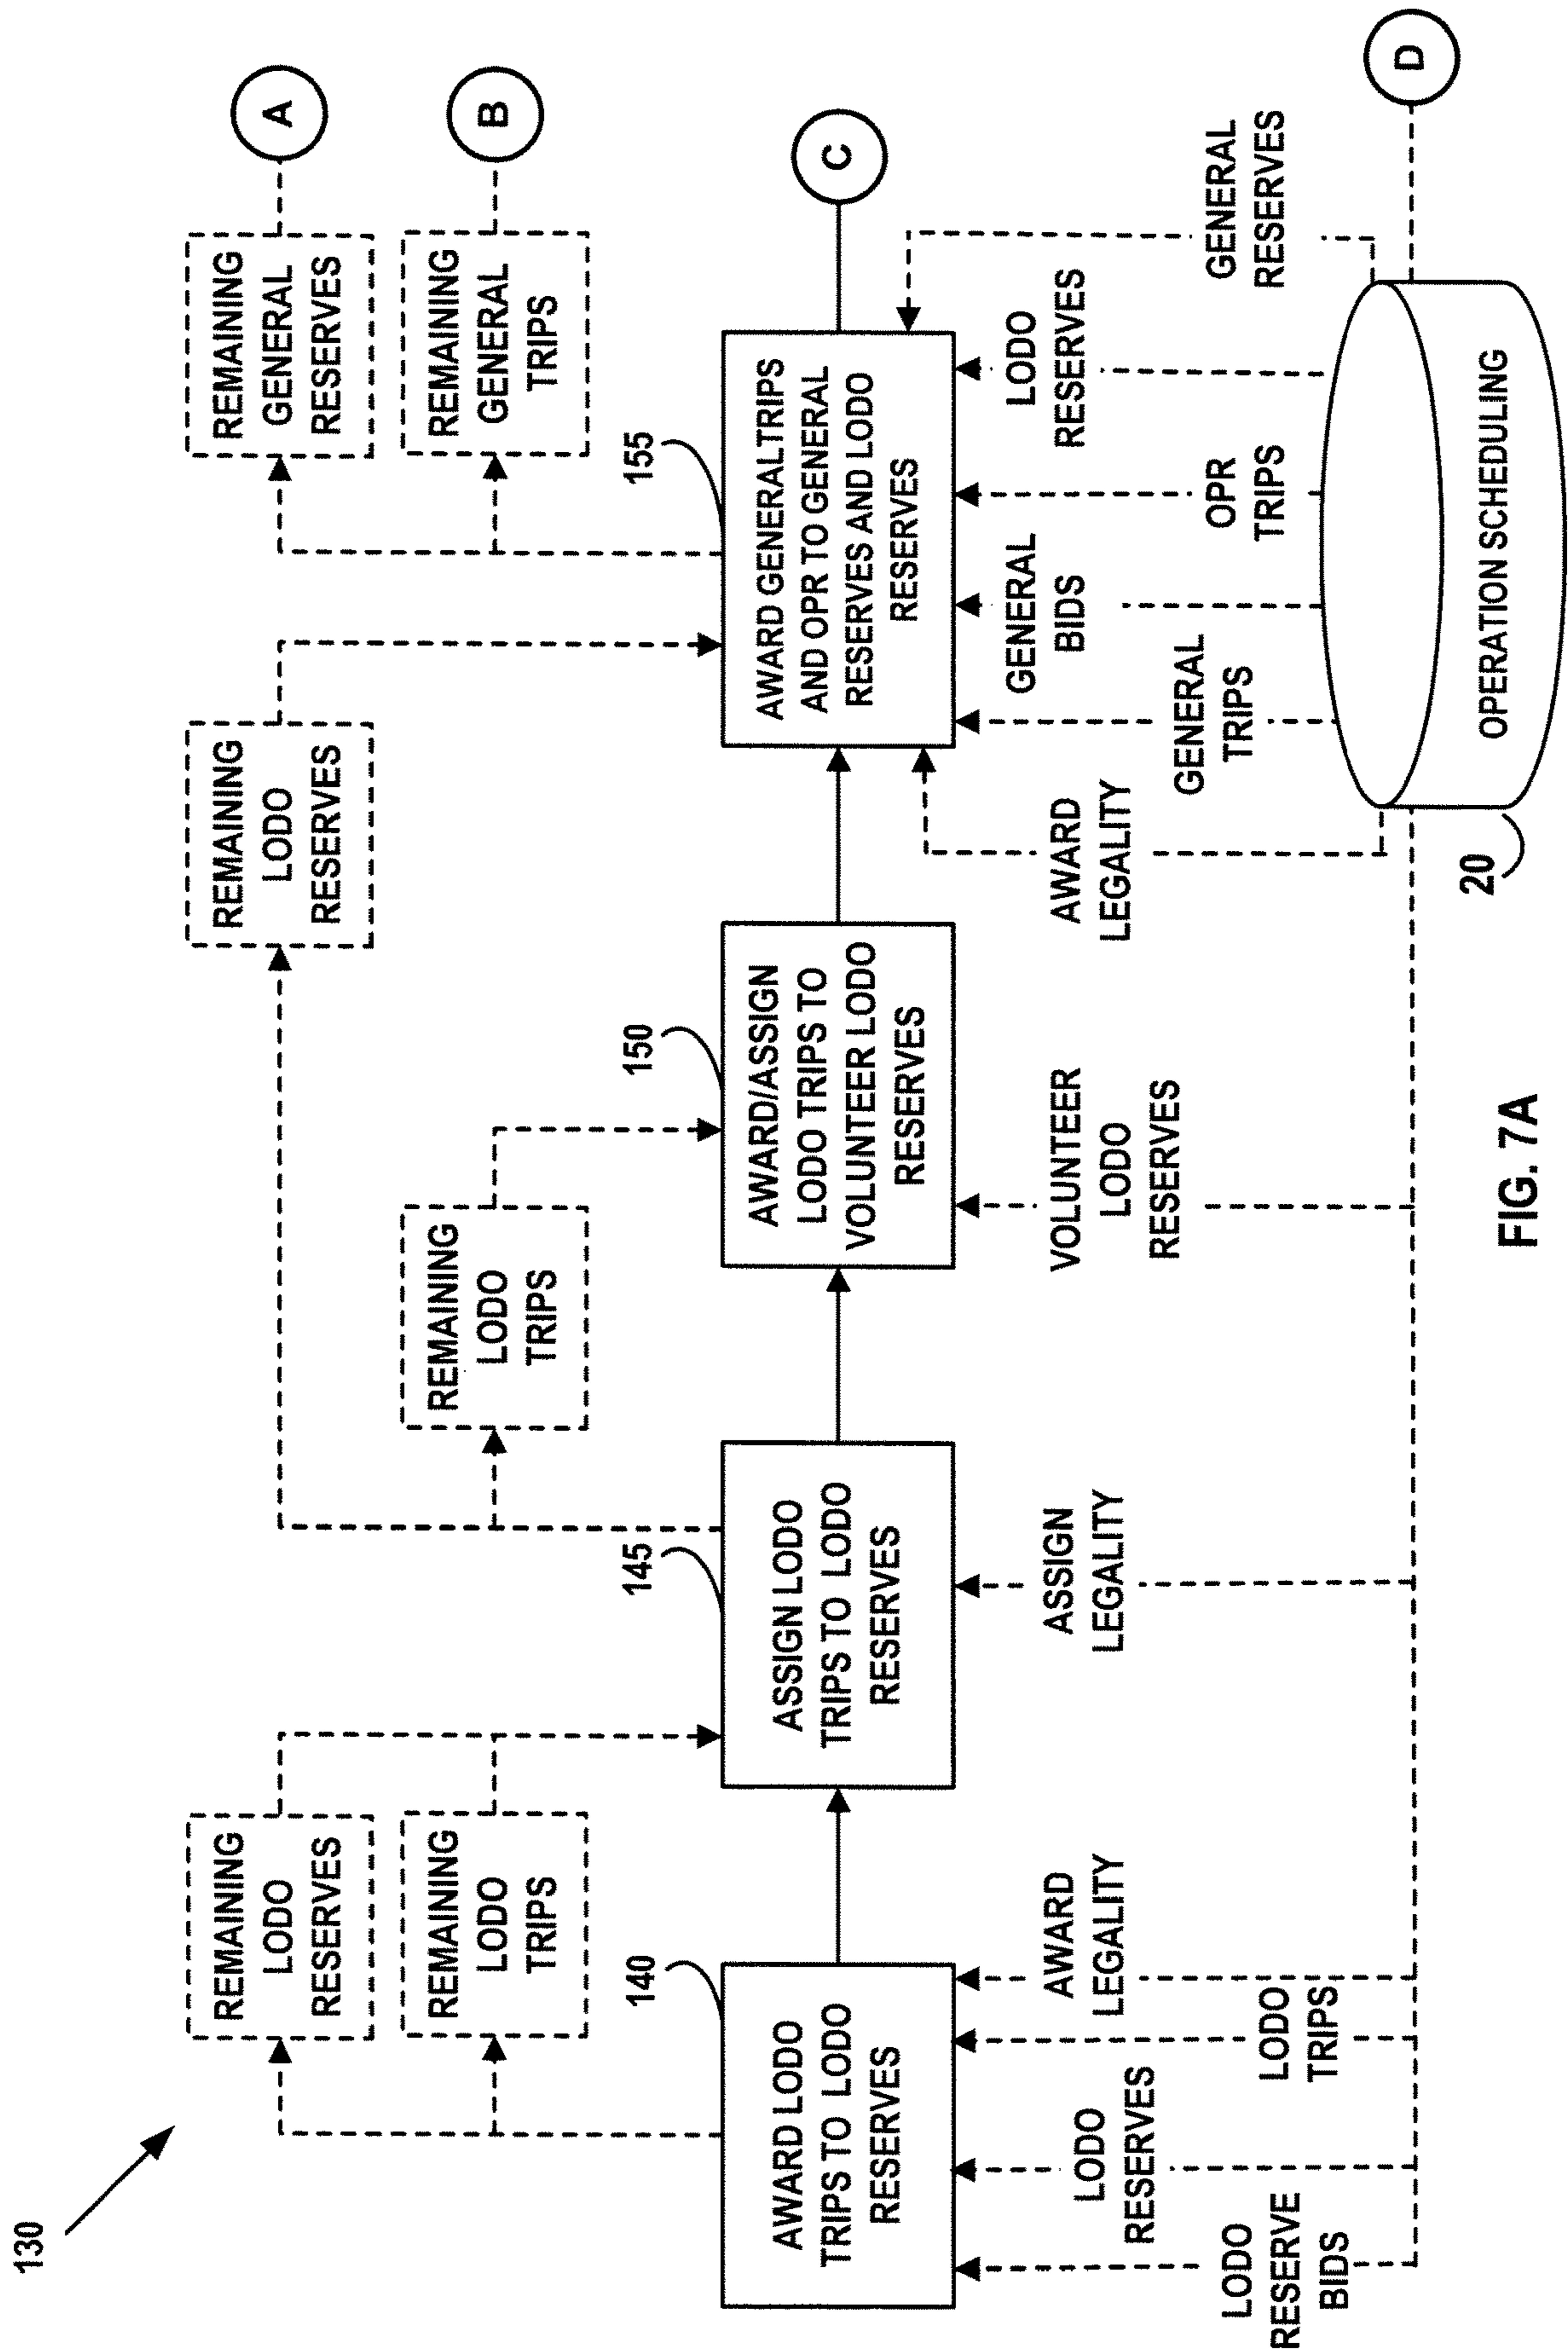 130
REMAINING
LODO
RESERVES
REMAINING
LODO
TRIPS
REMAINING
LODO
TRIPS
REMAINING
LODO
RESERVES
REMAINING
GENERAL
RESERVES
REMAINING
GENERAL
TRIPS
A
B
140
AWARD LODO
TRIPS TO LODO
RESERVES
145
ASSIGN LODO
TRIPS TO LODO
RESERVES
150
AWARD/ASSIGN
LODO TRIPS TO
VOLUNTEER LODO
RESERVES
155
AWARD GENERAL TRIPS
AND OPR TO GENERAL
RESERVES AND LODO
RESERVES
C
LODO
RESERVE
BIDS
LODO
RESERVES
LODO
TRIPS
AWARD
LEGALITY
ASSIGN
LEGALITY
VOLUNTEER
LODO
RESERVES
AWARD
LEGALITY
GENERAL
TRIPS
GENERAL
BIDS
OPR
TRIPS
LODO
RESERVES
GENERAL
RESERVES
D
20
OPERATION SCHEDULING
FIG. 7A